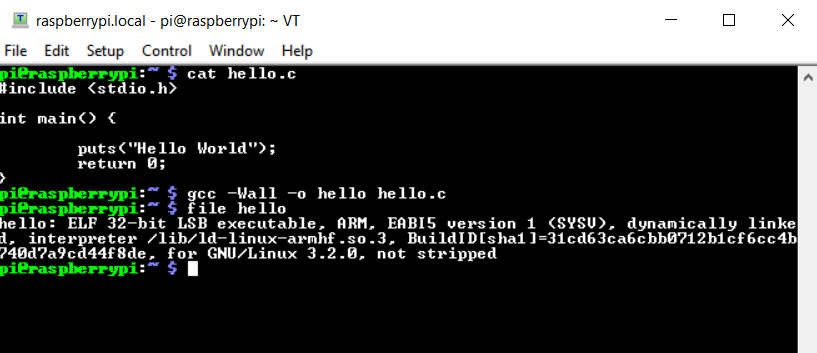 raspberrypi.local - pi@raspberrypi: ~ VT
File Edit Setup Control Window Help
pi@raspberrypi:~ $ cat hello.c
#include <stdio.h>
int main() {
puts("Hello World");
return 0;
}
pi@raspberrypi:~ $ gcc -Wall -o hello hello.c
pi@raspberrypi:~ $ file hello
hello: ELF 32-bit LSB executable, ARM, EABI5 version 1 (SYSV), dynamically linke
d, interpreter /lib/ld-linux-armhf.so.3, BuildID[sha1]=31cd63ca6cbb0712b1cf6cc4b
740d7a9cd44f8de, for GNU/Linux 3.2.0, not stripped
pi@raspberrypi:~ $